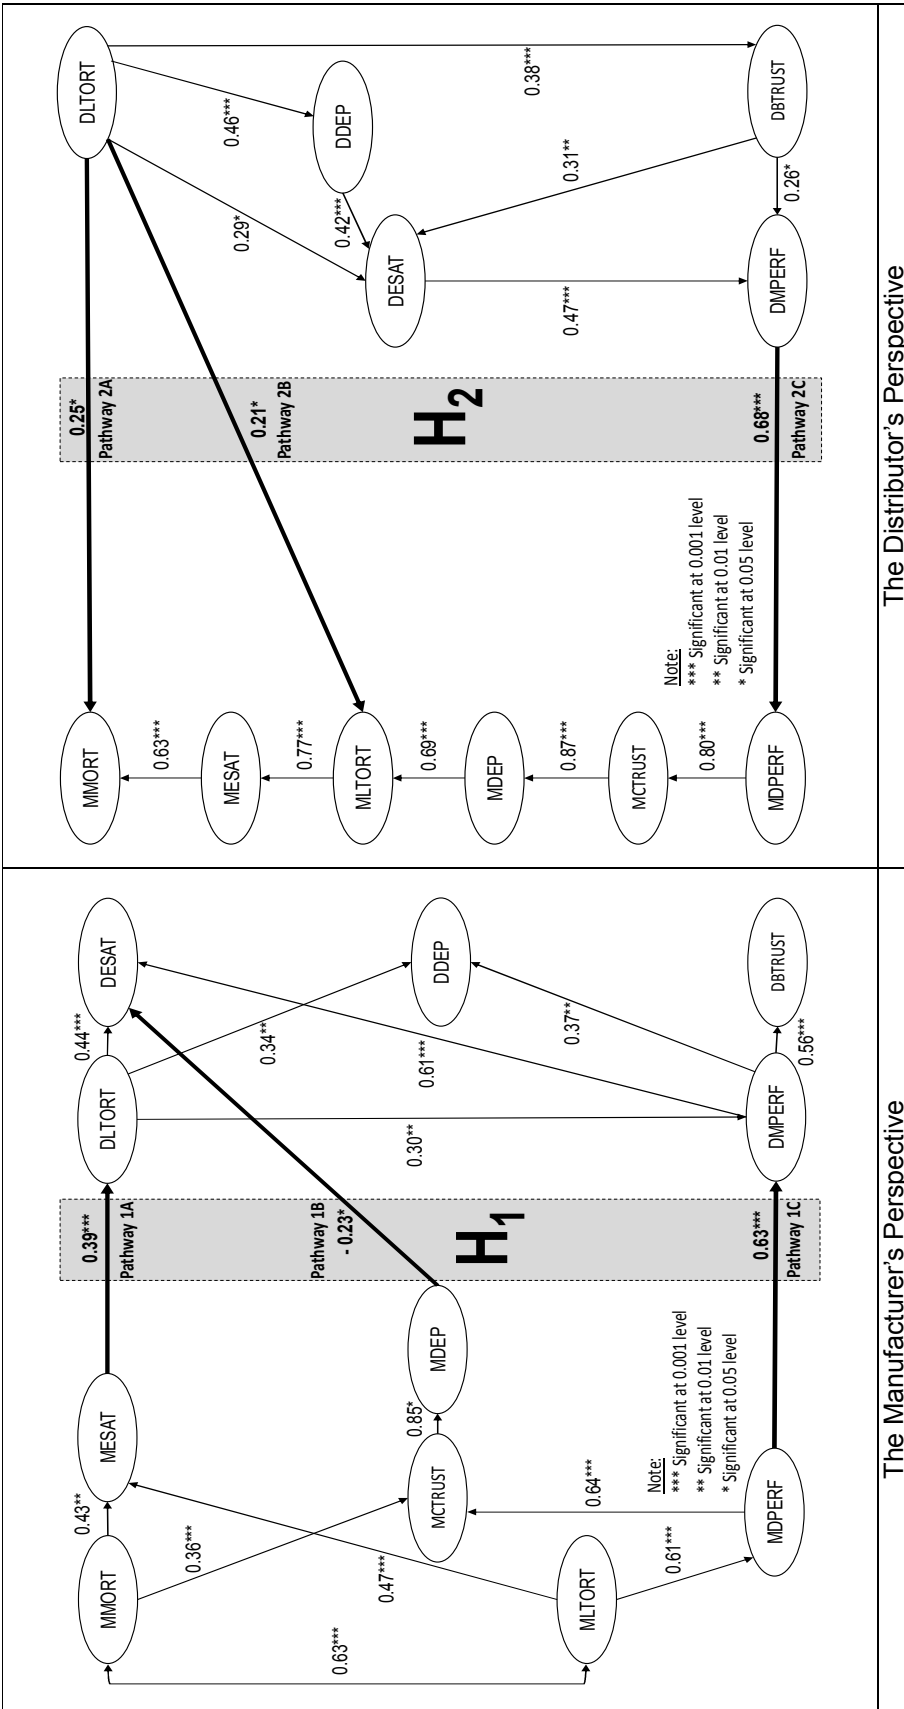 MMORT
0.43**
MESAT
0.39***
Pathway 1A
DLTORT
0.44***
DESAT
0.36***
0.63***
0.47***
MCTRUST
0.85*
MDEP
Pathway 1B
- 0.23*
H1
0.34**
0.61***
0.30**
DDEP
0.37**
MLTORT
0.61***
0.64***
MDPERF
Note:
*** Significant at 0.001 level
** Significant at 0.01 level
* Significant at 0.05 level
0.63***
Pathway 1C
DMPERF
0.56***
DBTRUST
The Manufacturer's Perspective
MMORT
0.63***
MESAT
0.77***
MLTORT
0.69***
MDEP
0.87***
MCTRUST
0.80***
MDPERF
Note:
*** Significant at 0.001 level
** Significant at 0.01 level
* Significant at 0.05 level
0.25*
Pathway 2A
0.21*
Pathway 2B
H2
0.68***
Pathway 2C
DLTORT
0.46***
DDEP
0.29*
0.42***
DESAT
0.38***
0.31**
0.47***
DMPERF
0.26*
DBTRUST
The Distributor's Perspective